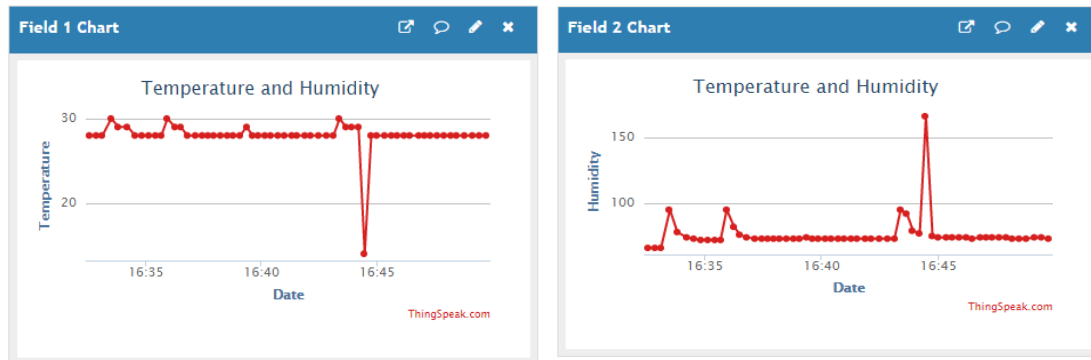 Field 1 Chart
Temperature and Humidity
30
20
Temperature
16:35 16:40 16:45
Date
ThingSpeak.com
Field 2 Chart
Temperature and Humidity
150
100
Humidity
16:35 16:40 16:45
Date
ThingSpeak.com